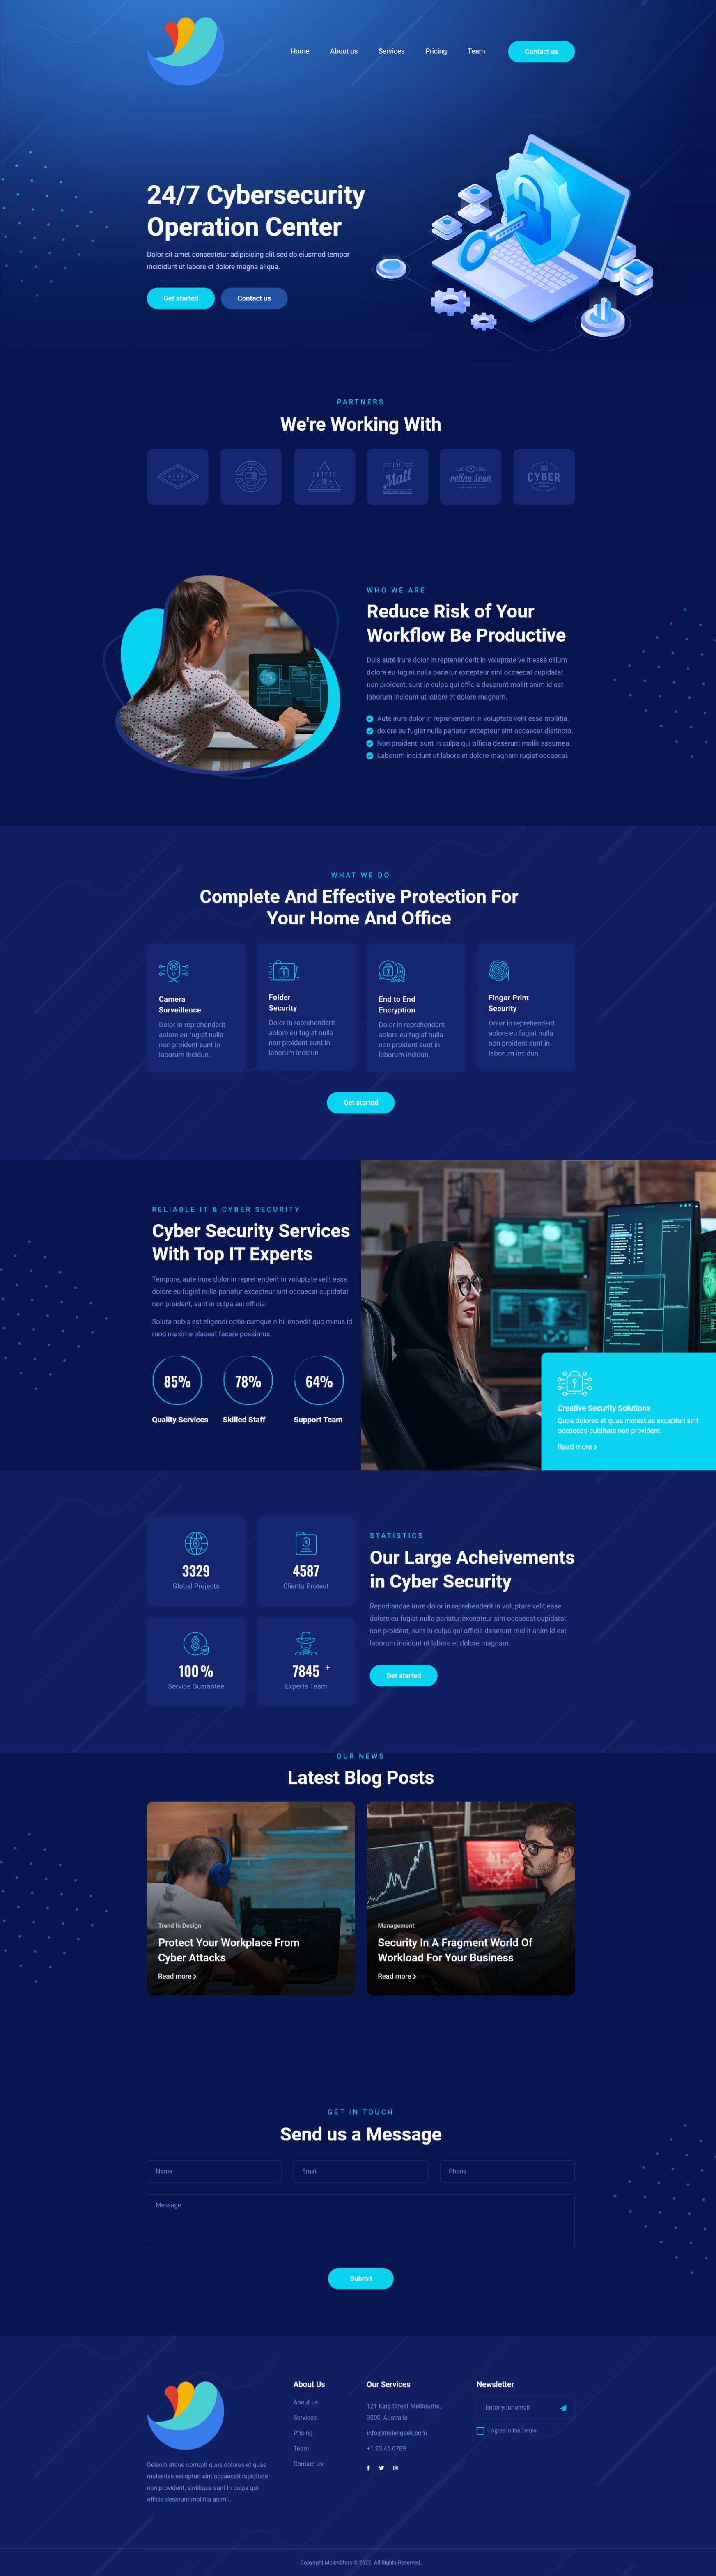 Home About us Services Pricing Team Contact us
24/7 Cybersecurity
Operation Center
Dolor sit amet consectetur adipisicing elit sed do eiusmod tempor
incididunt ut labore et dolore magna aliqua.
Get started Contact us
PARTNERS
We're Working With
CYBER
CRYPTO
Mall
retina scan
CYBER
WHO WE ARE
Reduce Risk of Your
Workflow Be Productive
Duis aute irure dolor in reprehenderit in voluptate velit esse cillum
dolore eu fugiat nulla pariatur excepteur sint occaecat cupidatat
non proident, sunt in culpa qui officia deserunt mollit anim id est
laborum incidunt ut labore et dolore magnam.
Aute irure dolor in reprehenderit in voluptate velit esse mollitia.
dolore eu fugiat nulla pariatur excepteur sint occaecat distincto.
Non proident, sunt in culpa qui officia deserunt mollit assumea.
Laborum incidunt ut labore et dolore magnam rugiat occaecai.
WHAT WE DO
Complete And Effective Protection For
Your Home And Office
Camera
Surveillence
Dolor in reprehenderit
aolore eu fugiat nulla
non proident sunt in
laborum incidun.
Folder
Security
Dolor in reprehenderit
aolore eu fugiat nulla
non proident sunt in
laborum incidun.
End to End
Encryption
Dolor in reprehenderit
aolore eu fugiat nulla
non proident sunt in
laborum incidun.
Finger Print
Security
Dolor in reprehenderit
aolore eu fugiat nulla
non proident sunt in
laborum incidun.
Get started
RELIABLE IT & CYBER SECURITY
Cyber Security Services
With Top IT Experts
Tempore, aute irure dolor in reprehenderit in voluptate velit esse
dolore eu fugiat nulla pariatur excepteur sint occaecat cupidatat
non proident, sunt in culpa aui officia.
Soluta nobis est eligendi optio cumque nihil impedit quo minus id
ruod maxime placeat facere possimus.
85% 78% 64%
Quality Services Skilled Staff Support Team
Creative Security Solutions
Quos dolores et quas molestias excepturi sint
occaecati cuiditate non provident.
Read more
3329
Global Projects
4587
Clients Protect
100 %
Service Guarantee
7845 +
Experts Team
STATISTICS
Our Large Acheivements
in Cyber Security
Repudiandae irure dolor in reprehenderit in voluptate velit esse
dolore eu fugiat nulla pariatur excepteur sint occaecat cupidatat
non proident, sunt in culpa qui officia deserunt mollit anim id est
laborum incidunt ut labore et dolore magnam.
Get started
OUR NEWS
Latest Blog Posts
Trend In Design
Protect Your Workplace From
Cyber Attacks
Read more
Management
Security In A Fragment World Of
Workload For Your Business
Read more
GET IN TOUCH
Send us a Message
Name Email Phone
Message
Submit
Deleniti atque corrupti quos dolores et quas
molestias excepturi sint occaecati rupiditate
non provident, similique sunt in culpa qui
officia deserunt mollitia animi..
About Us
About us
Services
Pricing
Team
Contact us
Our Services
121 King Street Melbourne,
3000, Australia
info@molengeek.com
+1 23 45 6789
Newsletter
Enter your email
I Agree to the Terms
Copyright MolenStars © 2022. All Rights Reserved.